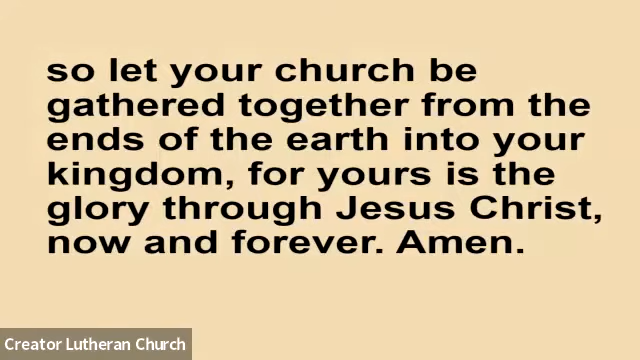 so let your church be
gathered together from the
ends of the earth into your
kingdom, for yours is the
glory through Jesus Christ,
now and forever. Amen.
Creator Lutheran Church